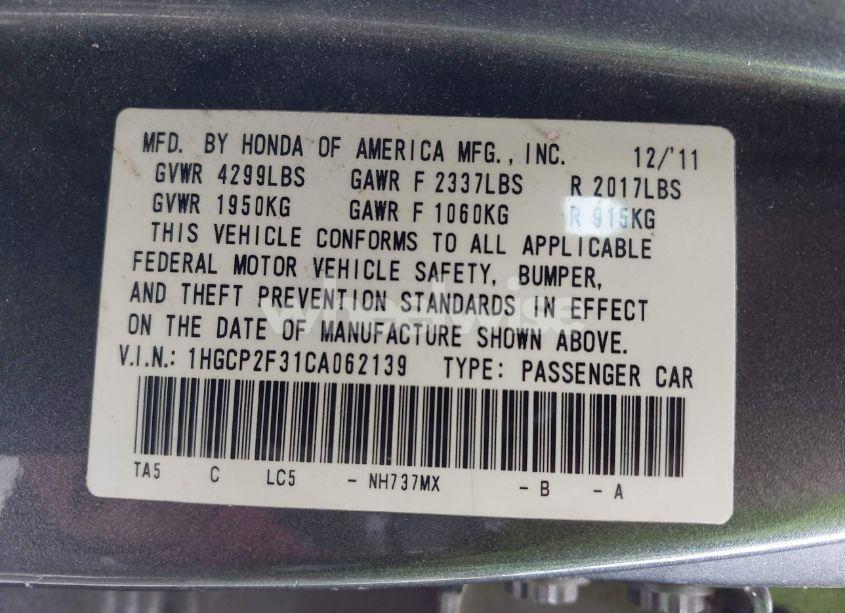 MFD. BY HONDA OF AMERICA MFG., INC. 12/'11
GVWR 4299LBS GAWR F 2337LBS R 2017LBS
GVWR 1950KG GAWR F 1060KG R 915KG
THIS VEHICLE CONFORMS TO ALL APPLICABLE
FEDERAL MOTOR VEHICLE SAFETY, BUMPER,
AND THEFT PREVENTION STANDARDS IN EFFECT
ON THE DATE OF MANUFACTURE SHOWN ABOVE.
V.I.N.: 1HGCP2F31CA062139 TYPE: PASSENGER CAR
TA5 C LC5 - NH737MX - B - A
wheelwise